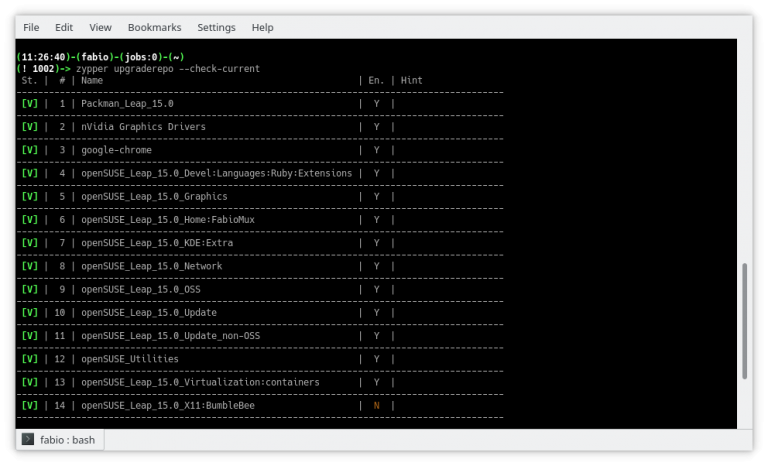 File Edit View Bookmarks Settings Help
(11:26:40)-(fabio)-(jobs:0)-(~)
(! 1002)-> zypper upgraderepo --check-current
St. | # | Name | En. | Hint
[V] | 1 | Packman_Leap_15.0 | Y |
[V] | 2 | nVidia Graphics Drivers | Y |
[V] | 3 | google-chrome | Y |
[V] | 4 | openSUSE_Leap_15.0_Devel:Languages:Ruby:Extensions | Y |
[V] | 5 | openSUSE_Leap_15.0_Graphics | Y |
[V] | 6 | openSUSE_Leap_15.0_Home:FabioMux | Y |
[V] | 7 | openSUSE_Leap_15.0_KDE:Extra | Y |
[V] | 8 | openSUSE_Leap_15.0_Network | Y |
[V] | 9 | openSUSE_Leap_15.0_OSS | Y |
[V] | 10 | openSUSE_Leap_15.0_Update | Y |
[V] | 11 | openSUSE_Leap_15.0_Update_non-OSS | Y |
[V] | 12 | openSUSE_Utilities | Y |
[V] | 13 | openSUSE_Leap_15.0_Virtualization:containers | Y |
[V] | 14 | openSUSE_Leap_15.0_X11:BumbleBee | N |
fabio : bash